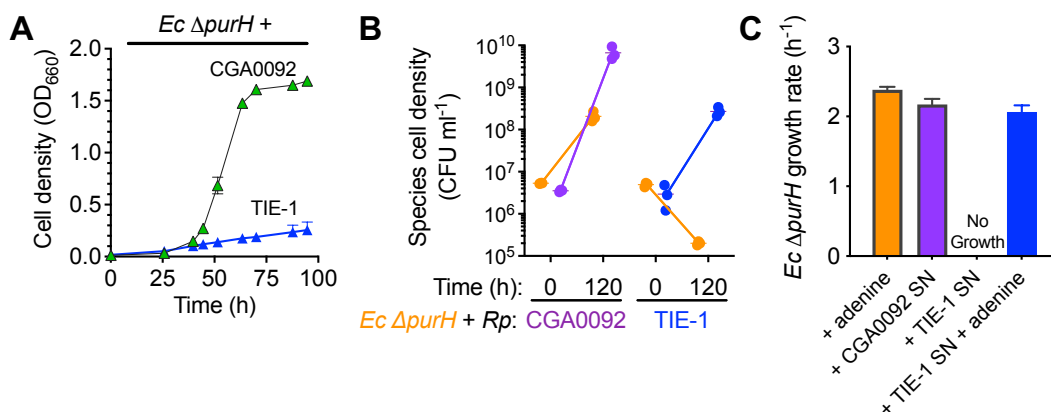 A
Ec ΔpurH +
Cell density (OD660)
2.0
1.5
1.0
0.5
0.0
CGA0092
TIE-1
0 25 50 75 100
Time (h)
B
Species cell density
(CFU ml-1)
10^10
10^9
10^8
10^7
10^6
10^5
Time (h): 0 120 0 120
Ec ΔpurH + Rp: CGA0092 TIE-1
C
Ec ΔpurH growth rate (h-1)
3
2
1
0
No
Growth
+ adenine
+ CGA0092 SN
+ TIE-1 SN
+ TIE-1 SN + adenine